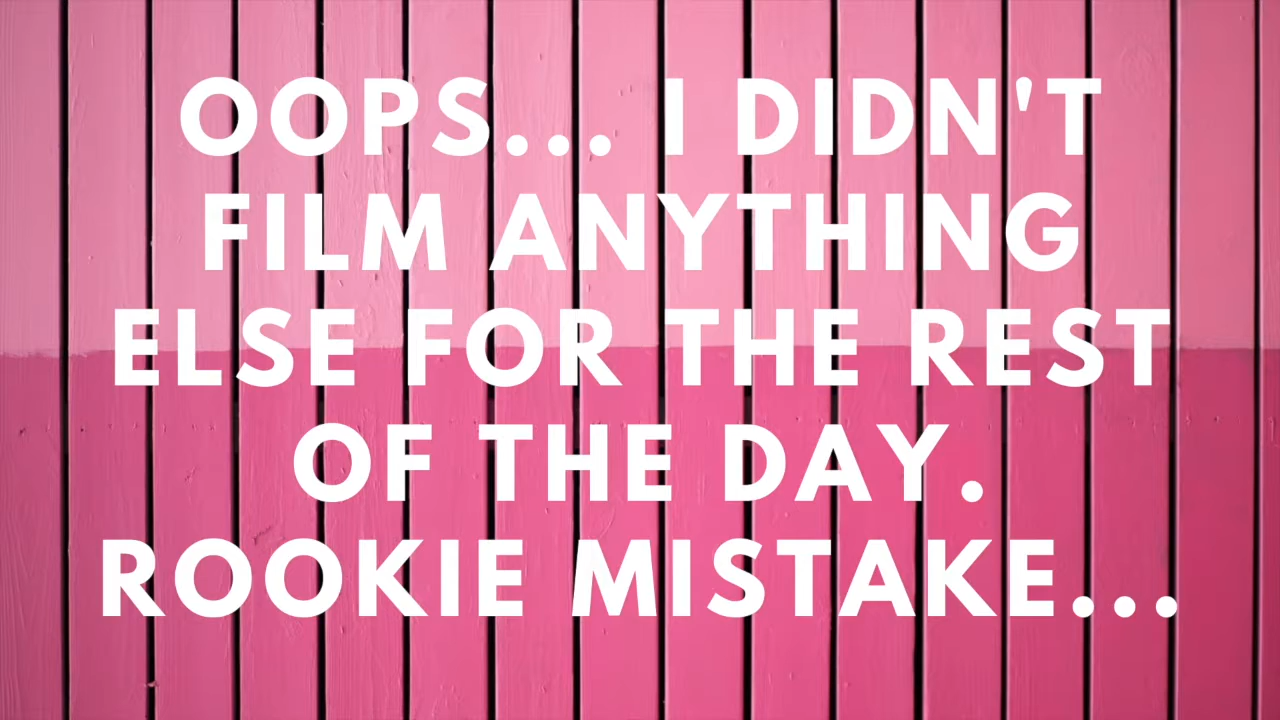 OOPS... I DIDN'T
FILM ANYTHING
ELSE FOR THE REST
OF THE DAY.
ROOKIE MISTAKE...